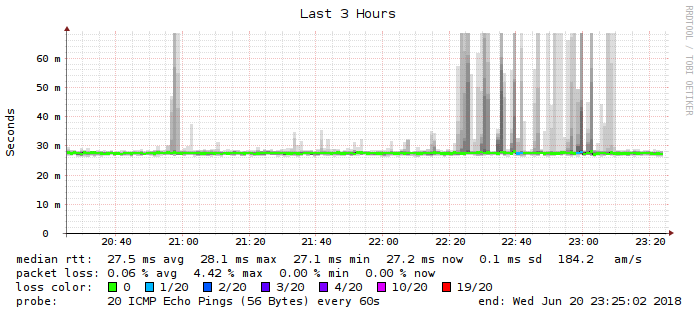 Last 3 Hours
RRDTOOL / TOBI OETIKER
Seconds
60 m
50 m
40 m
30 m
20 m
10 m
0
20:40 21:00 21:20 21:40 22:00 22:20 22:40 23:00 23:20
median rtt: 27.5 ms avg 28.1 ms max 27.1 ms min 27.2 ms now 0.1 ms sd 184.2 am/s
packet loss: 0.06 % avg 4.42 % max 0.00 % min 0.00 % now
loss color: 0 1/20 2/20 3/20 4/20 10/20 19/20
probe: 20 ICMP Echo Pings (56 Bytes) every 60s end: Wed Jun 20 23:25:02 2018